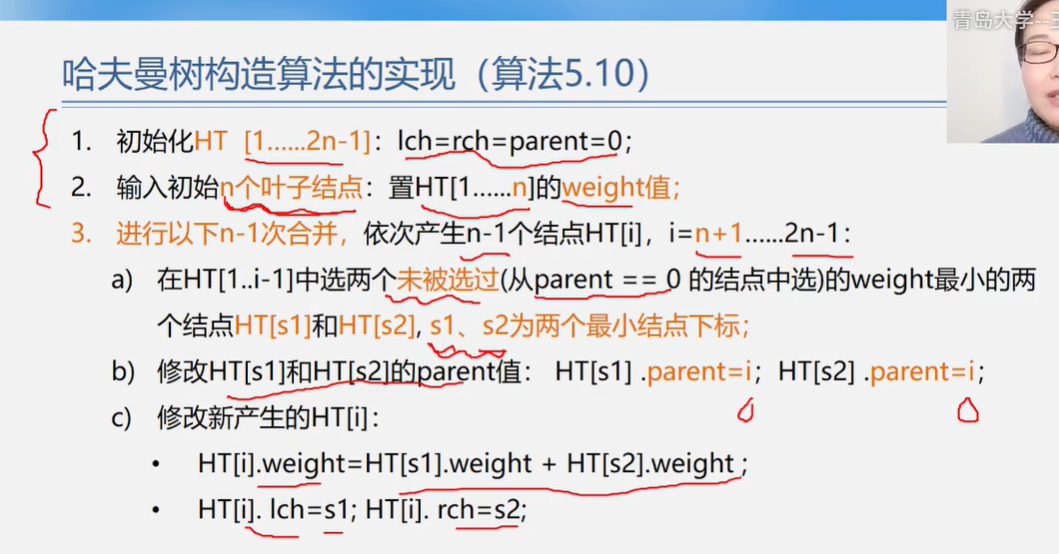 青岛大学--王
哈夫曼树构造算法的实现（算法5.10）
1. 初始化HT [1......2n-1]：lch=rch=parent=0；
2. 输入初始n个叶子结点：置HT[1......n]的weight值；
3. 进行以下n-1次合并，依次产生n-1个结点HT[i]，i=n+1......2n-1：
a) 在HT[1..i-1]中选两个未被选过(从parent == 0 的结点中选)的weight最小的两
个结点HT[s1]和HT[s2], s1、s2为两个最小结点下标；
b) 修改HT[s1]和HT[s2]的parent值： HT[s1] .parent=i；HT[s2] .parent=i；
c) 修改新产生的HT[i]：
• HT[i].weight=HT[s1].weight + HT[s2].weight ;
• HT[i]. lch=s1; HT[i]. rch=s2;